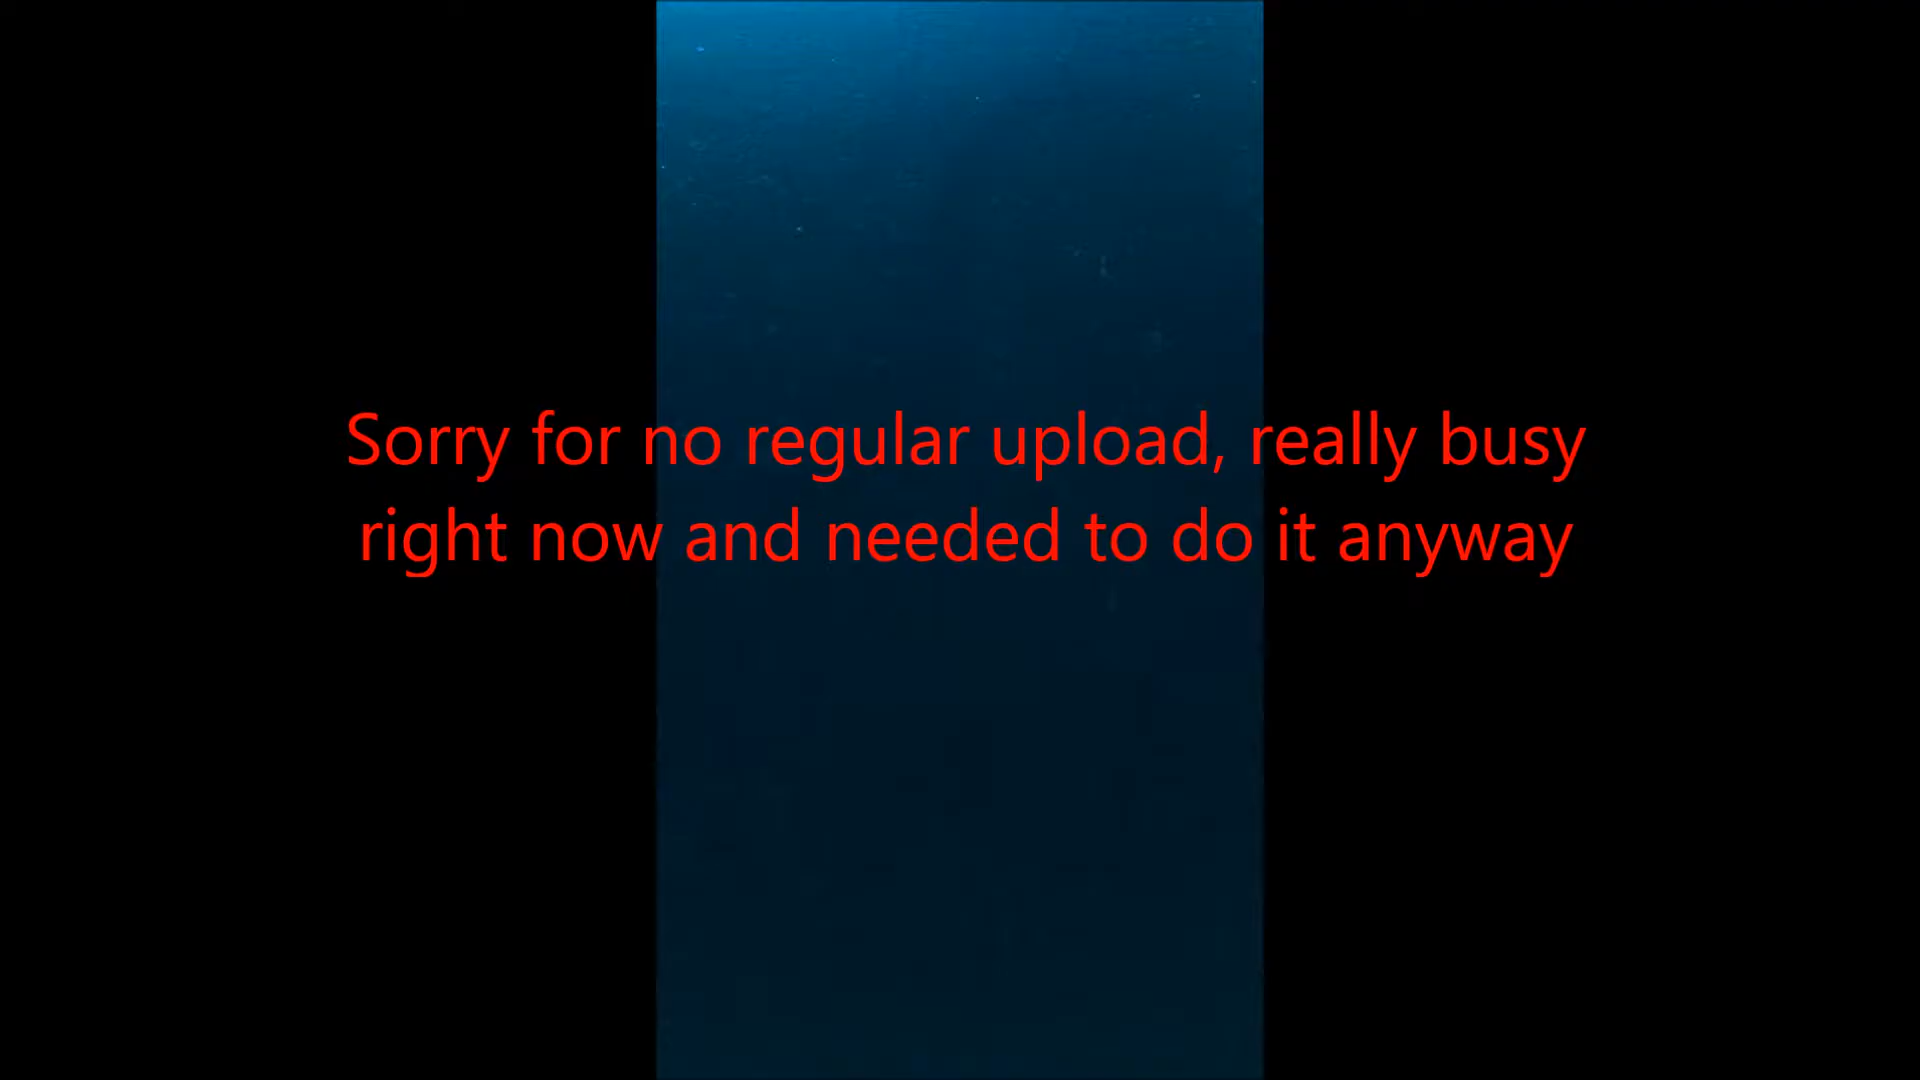 Sorry for no regular upload, really busy
right now and needed to do it anyway